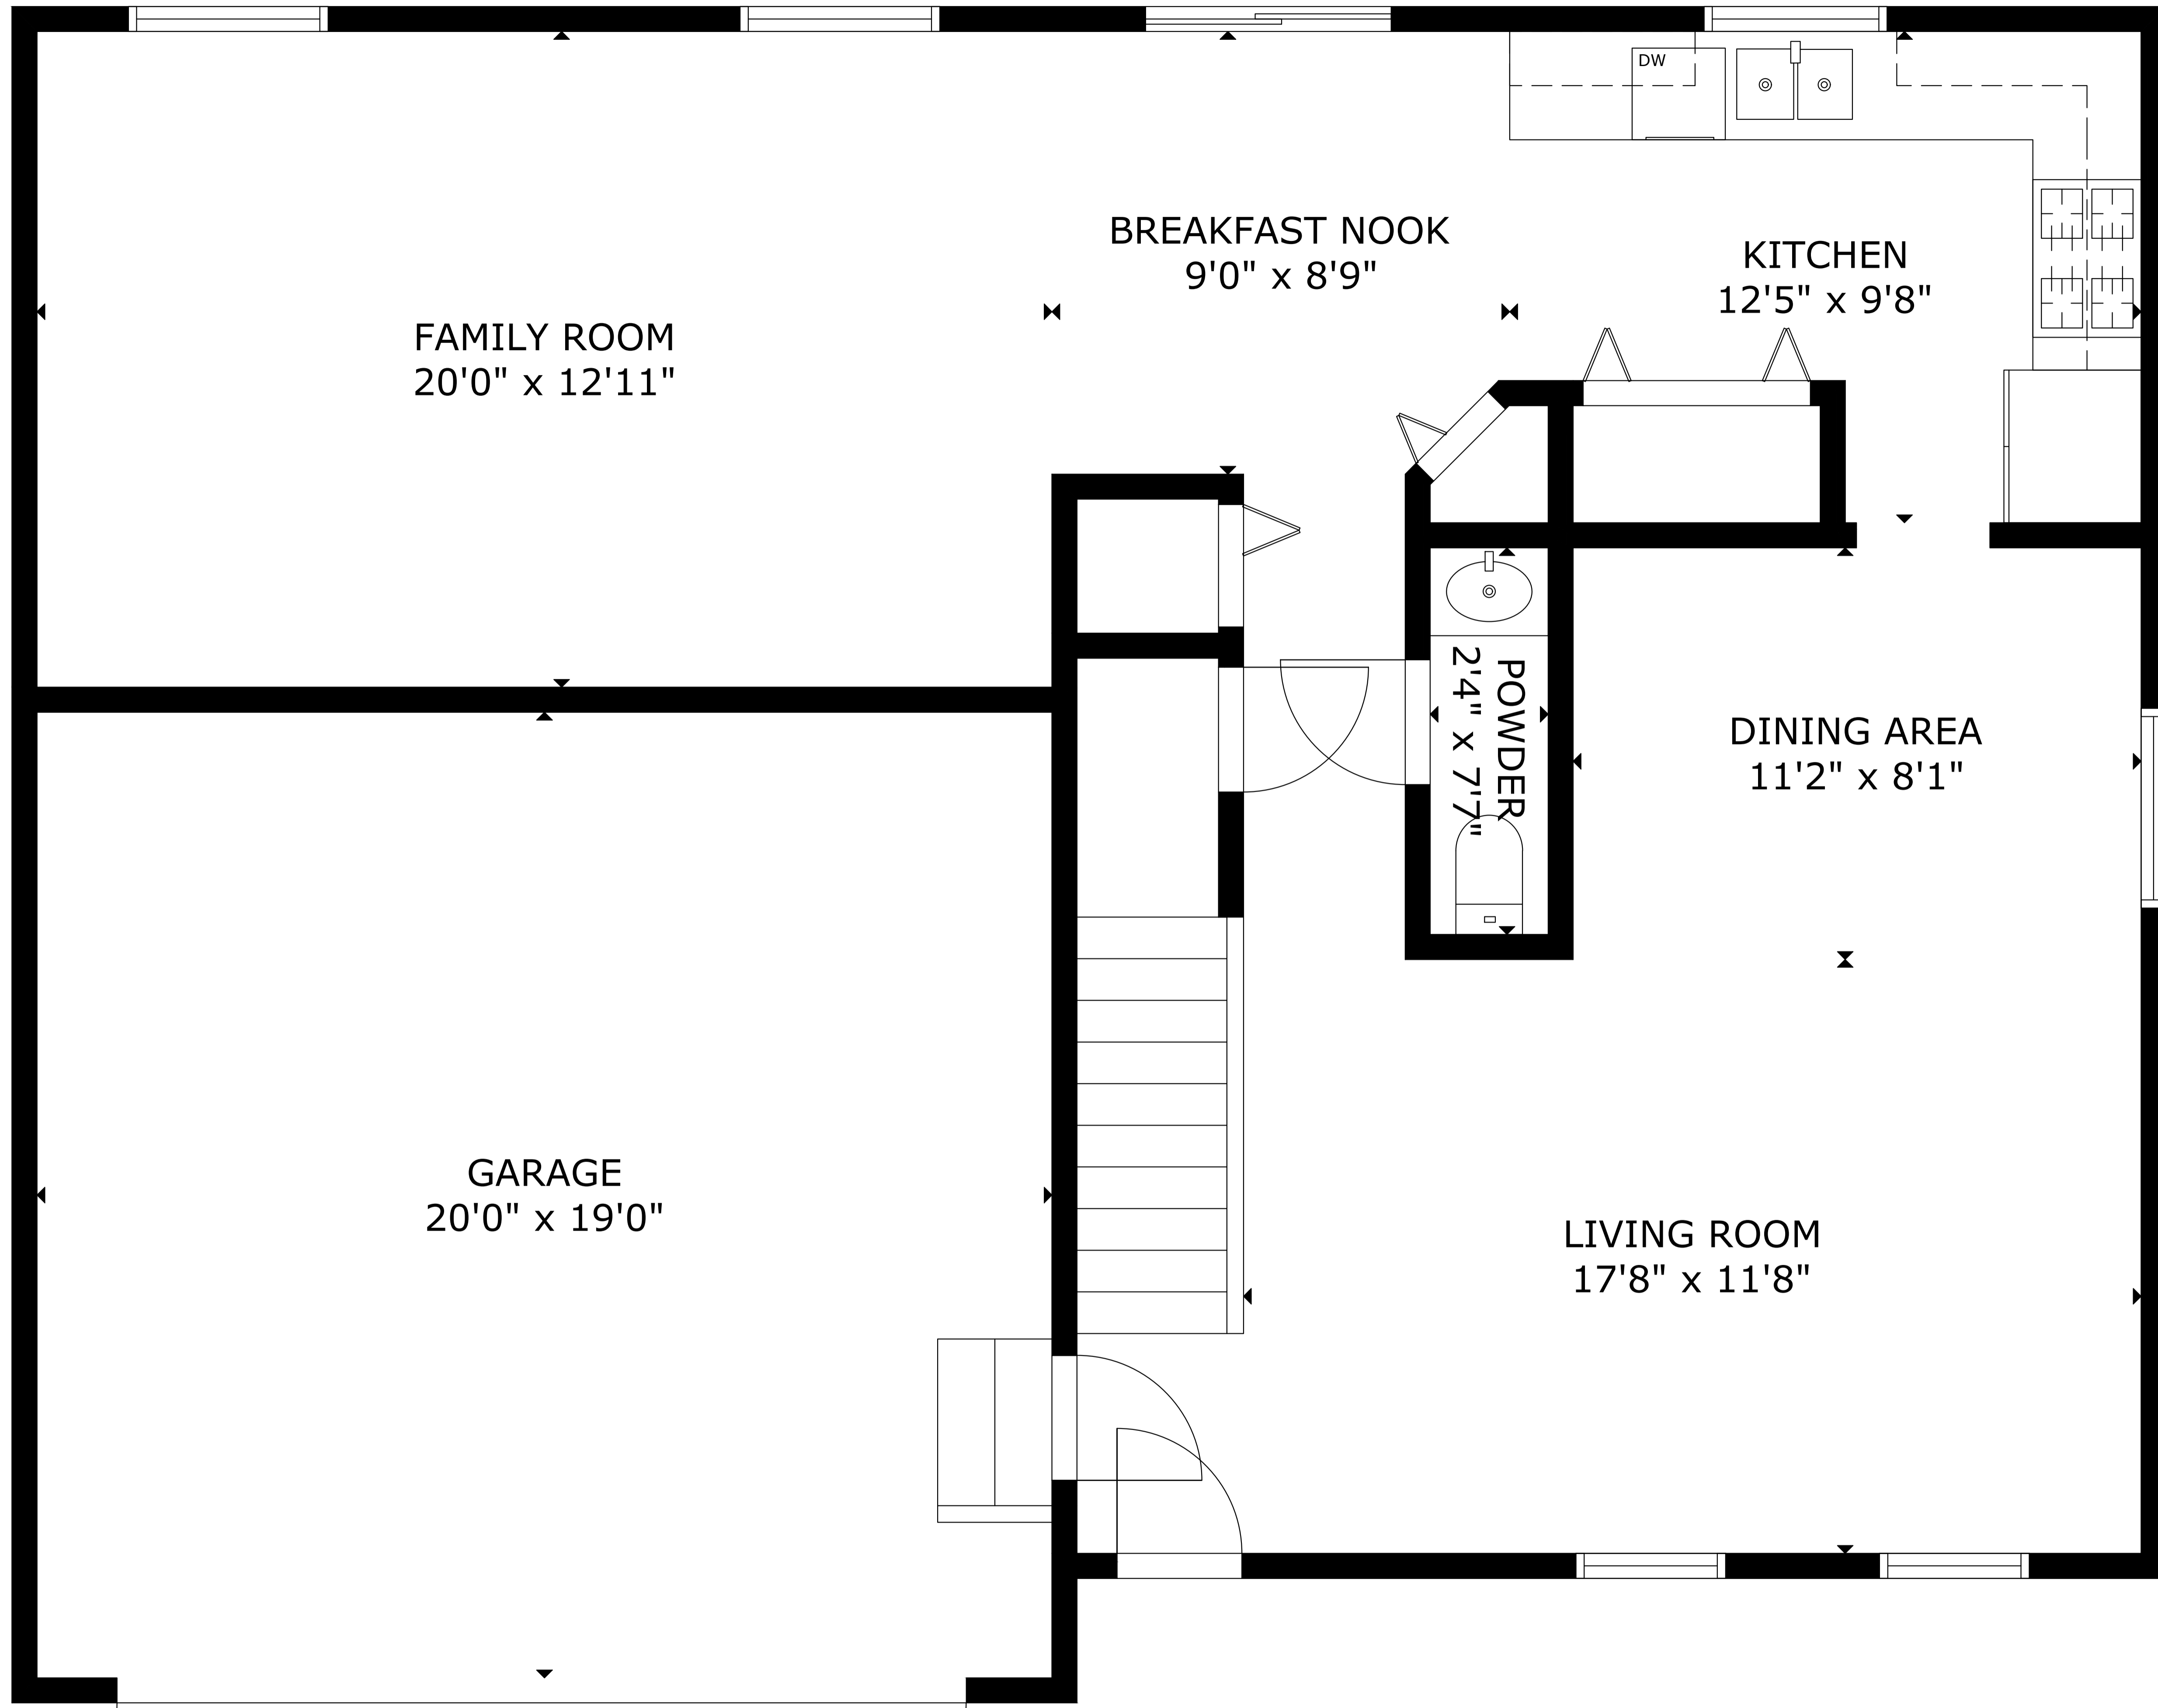 DW
BREAKFAST NOOK
9'0" x 8'9"
KITCHEN
12'5" x 9'8"
FAMILY ROOM
20'0" x 12'11"
POWDER
2'4" x 7'7"
DINING AREA
11'2" x 8'1"
GARAGE
20'0" x 19'0"
LIVING ROOM
17'8" x 11'8"